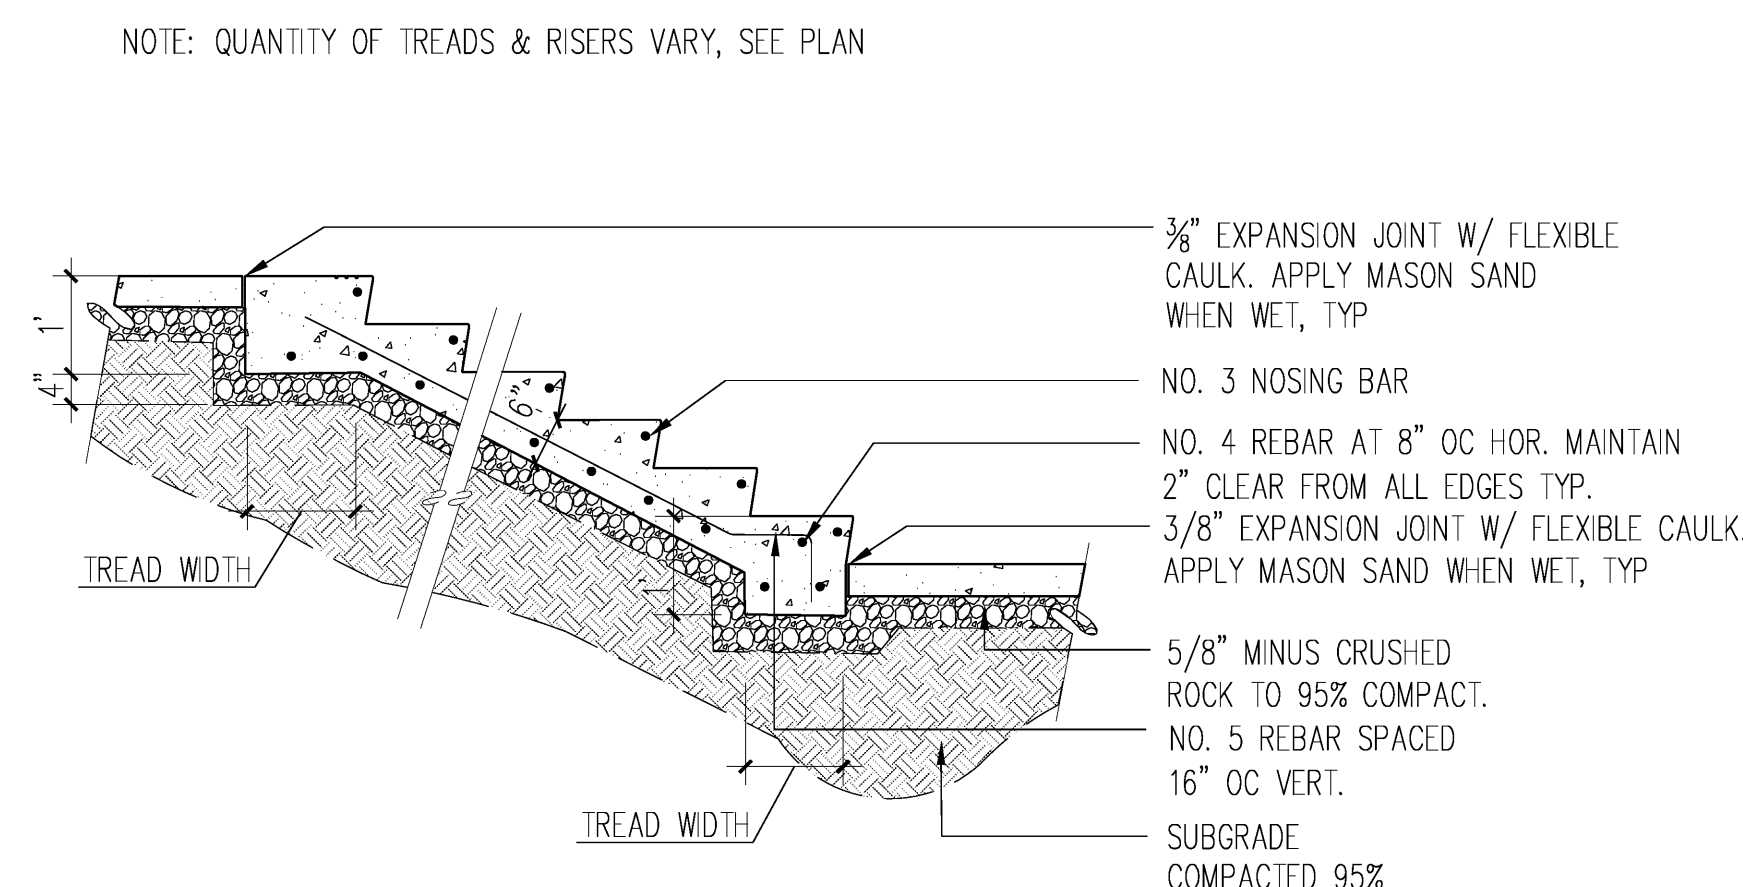 NOTE: QUANTITY OF TREADS & RISERS VARY, SEE PLAN
⅜" EXPANSION JOINT W/ FLEXIBLE
CAULK. APPLY MASON SAND
WHEN WET, TYP
1'
4"
NO. 3 NOSING BAR
6"
NO. 4 REBAR AT 8" OC HOR. MAINTAIN
2" CLEAR FROM ALL EDGES TYP.
3/8" EXPANSION JOINT W/ FLEXIBLE CAULK.
APPLY MASON SAND WHEN WET, TYP
TREAD WIDTH
1'
5/8" MINUS CRUSHED
ROCK TO 95% COMPACT.
NO. 5 REBAR SPACED
16" OC VERT.
TREAD WIDTH
SUBGRADE
COMPACTED 95%